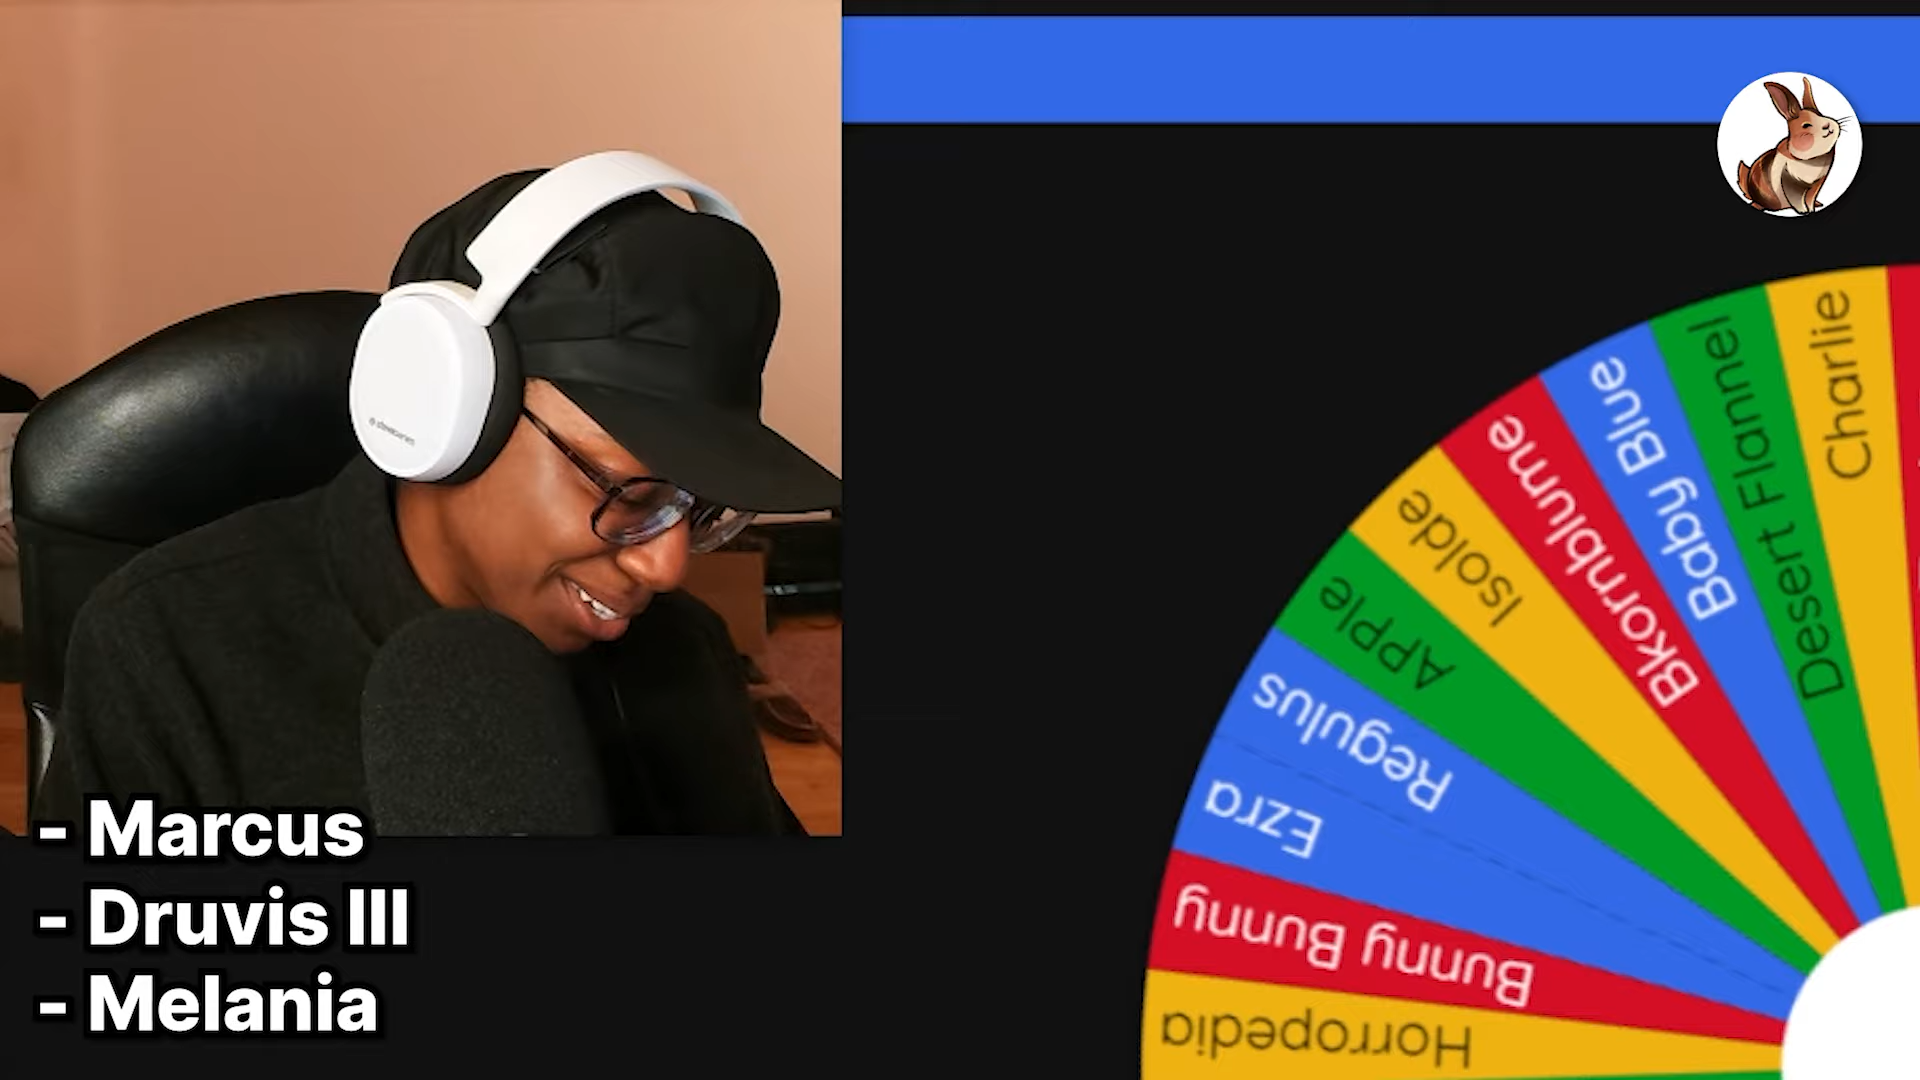 - Marcus
- Druvis III
- Melania
Charlie
Desert Flannel
Baby Blue
Bkornblume
Isolde
APPle
Regulus
Ezra
Bunny Bunny
Horropedia